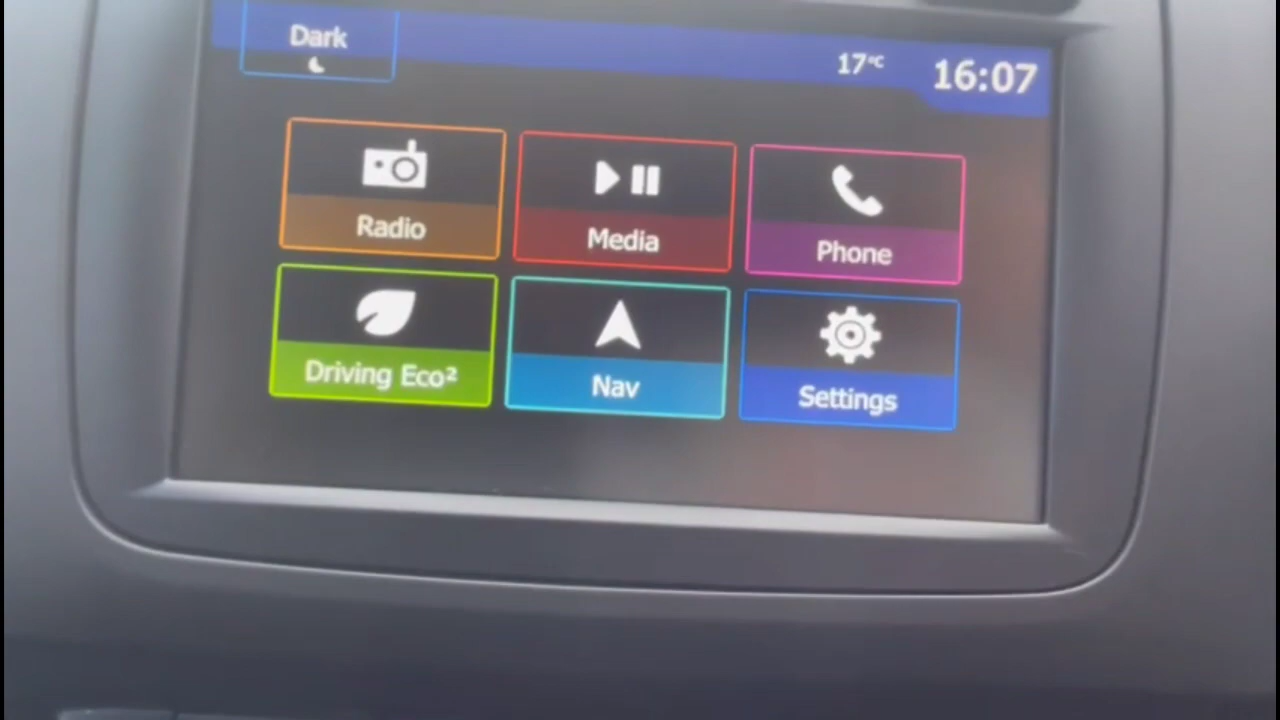 Dark
17°C
16:07
Radio
Media
Phone
Driving Eco²
Nav
Settings